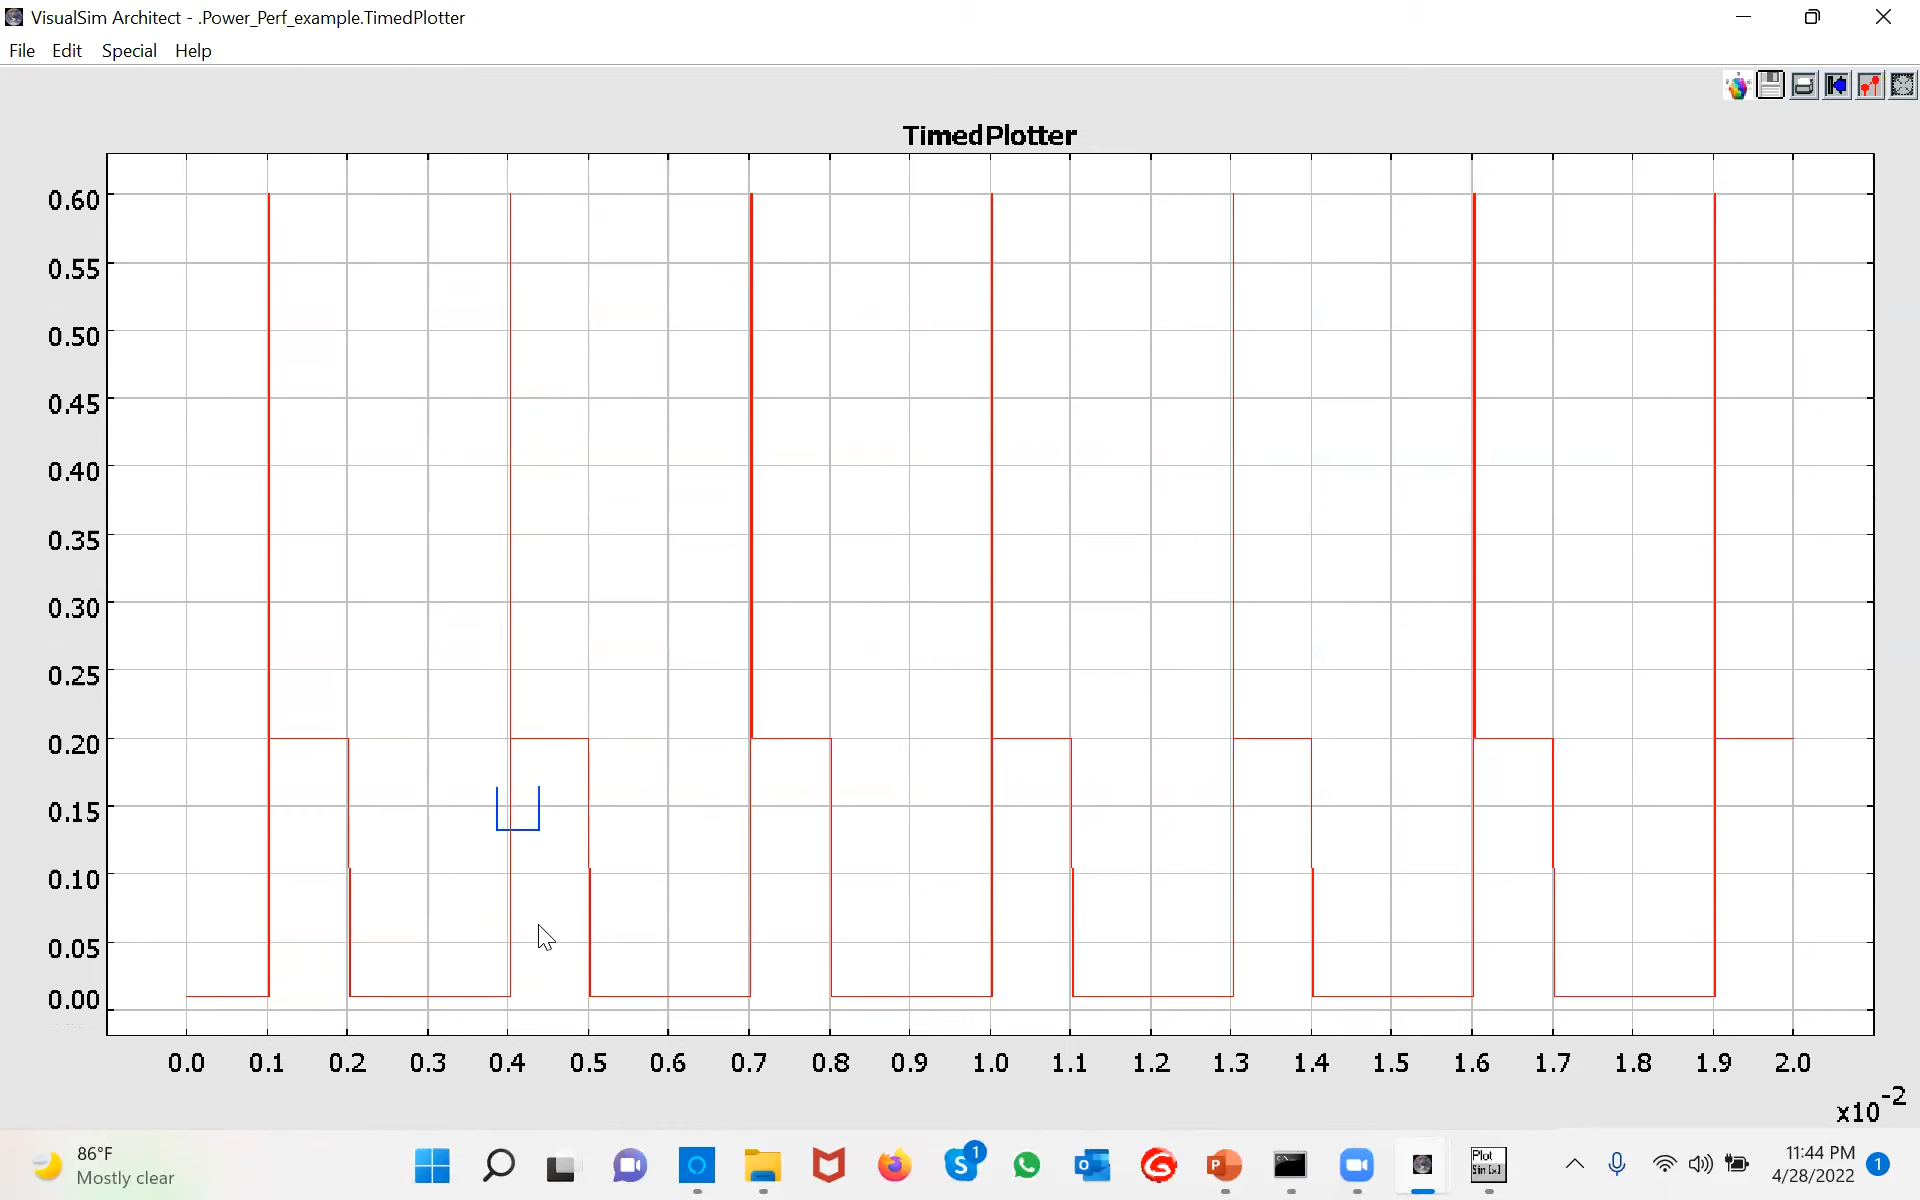 VisualSim Architect - .Power_Perf_example.TimedPlotter
File Edit Special Help
TimedPlotter
0.60
0.55
0.50
0.45
0.40
0.35
0.30
0.25
0.20
0.15
0.10
0.05
0.00
0.0 0.1 0.2 0.3 0.4 0.5 0.6 0.7 0.8 0.9 1.0 1.1 1.2 1.3 1.4 1.5 1.6 1.7 1.8 1.9 2.0
x10-2
86°F
Mostly clear
S 1
P
Plot
Sin [x]
11:44 PM
4/28/2022
1